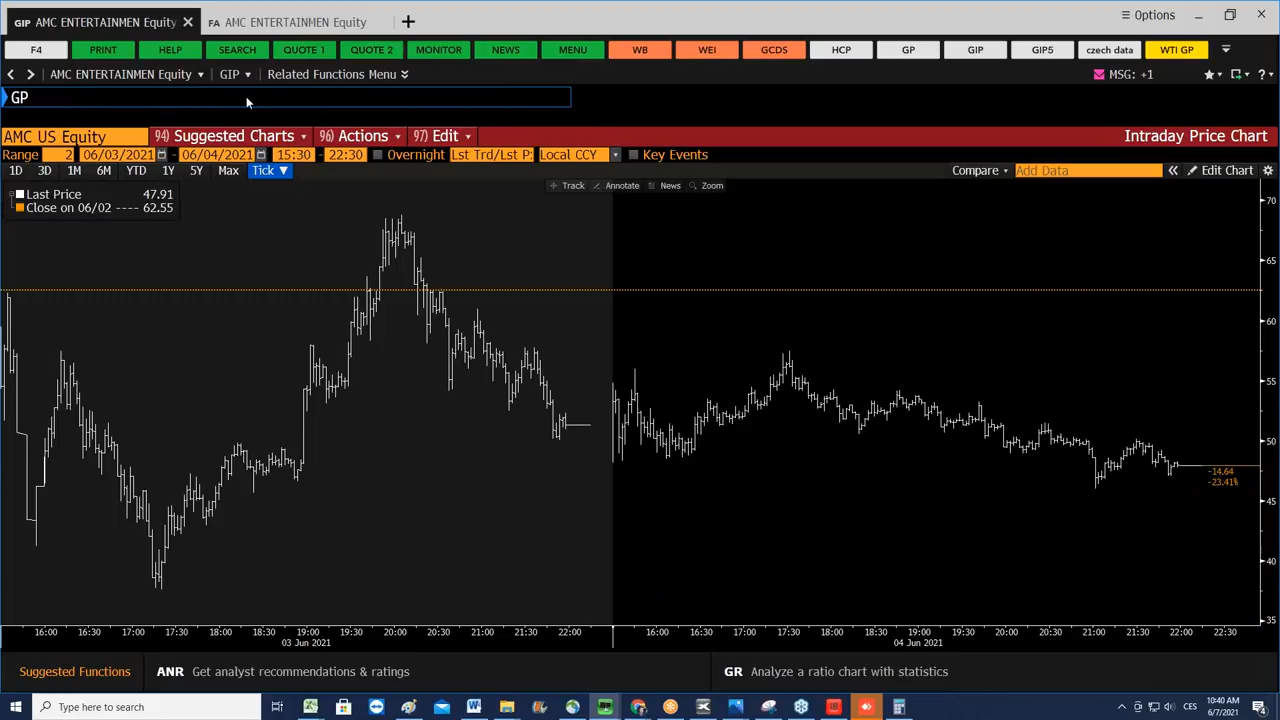 GIP AMC ENTERTAINMEN Equity × FA AMC ENTERTAINMEN Equity + Options
F4 PRINT HELP SEARCH QUOTE 1 QUOTE 2 MONITOR NEWS MENU WB WEI GCDS HCP GP GIP GIP5 czech data WTI GP
AMC ENTERTAINMEN Equity GIP Related Functions Menu MSG: +1
GP
AMC US Equity 94) Suggested Charts 96) Actions 97) Edit Intraday Price Chart
Range 2 06/03/2021 - 06/04/2021 15:30 - 22:30 Overnight Lst Trd/Lst P Local CCY Key Events
1D 3D 1M 6M YTD 1Y 5Y Max Tick ▼ Compare Add Data « Edit Chart
Track Annotate News Zoom
Last Price 47.91
Close on 06/02 ---- 62.55
70
65
60
55
50
-14.64
-23.41%
45
40
35
16:00 16:30 17:00 17:30 18:00 18:30 19:00 19:30 20:00 20:30 21:00 21:30 22:00 16:00 16:30 17:00 17:30 18:00 18:30 19:00 19:30 20:00 20:30 21:00 21:30 22:00 22:30
03 Jun 2021 04 Jun 2021
Suggested Functions ANR Get analyst recommendations & ratings GR Analyze a ratio chart with statistics
Type here to search CES 10:40 AM
6/7/2021